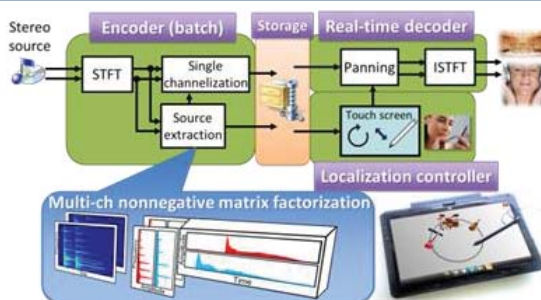 Stereo
source
Encoder (batch)
Storage
Real-time decoder
STFT
Single
channelization
Source
extraction
Panning
ISTFT
Touch screen
Localization controller
Multi-ch nonnegative matrix factorization
Time